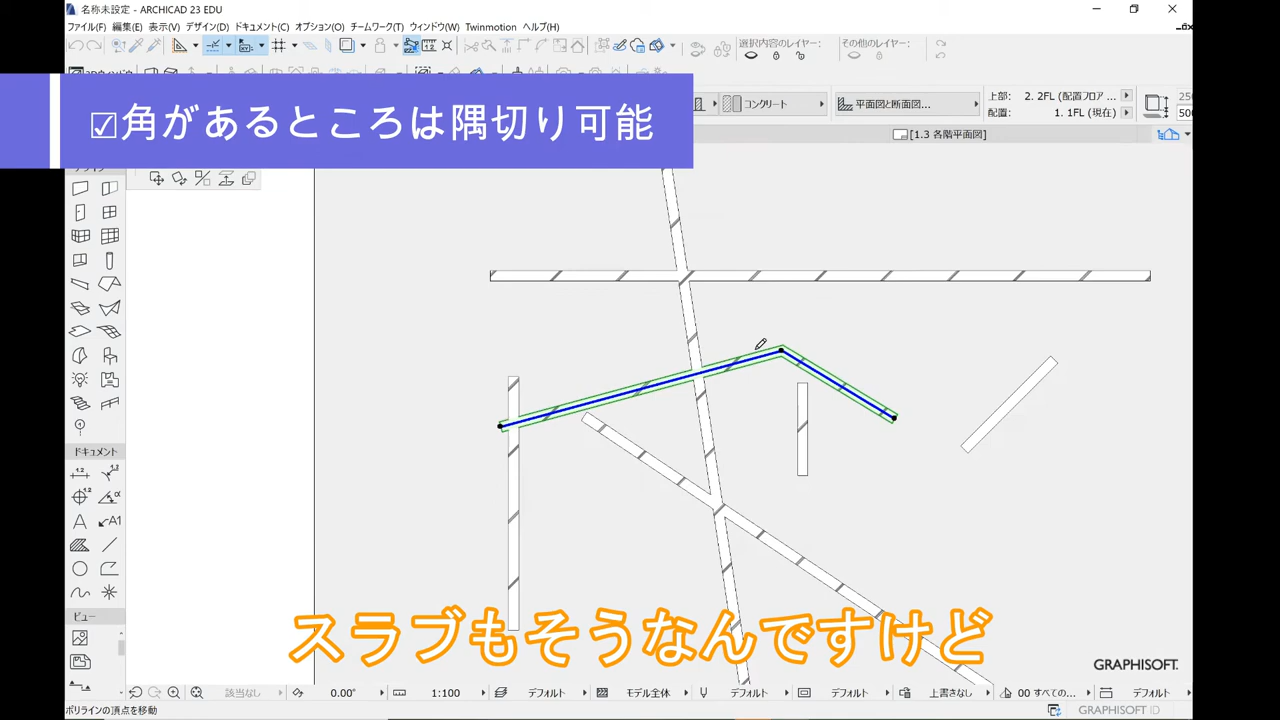 名称未設定 - ARCHICAD 23 EDU
ファイル(F) 編集(E) 表示(V) デザイン(D) ドキュメント(C) オプション(O) チームワーク(T) ウィンドウ(W) Twinmotion ヘルプ(H)
選択内容のレイヤー:
その他のレイヤー:
☑角があるところは隅切り可能
コンクリート
平面図と断面図...
上部: 2. 2FL (配置フロア
配置: 1. 1FL (現在)
500
[1.3 各階平面図]
ドキュメント
ビュー
スラブもそうなんですけど
GRAPHISOFT.
該当なし 0.00° 1:100 デフォルト モデル全体 デフォルト デフォルト 上書きなし 00 すべての... デフォルト
ポリラインの頂点を移動
GRAPHISOFT ID